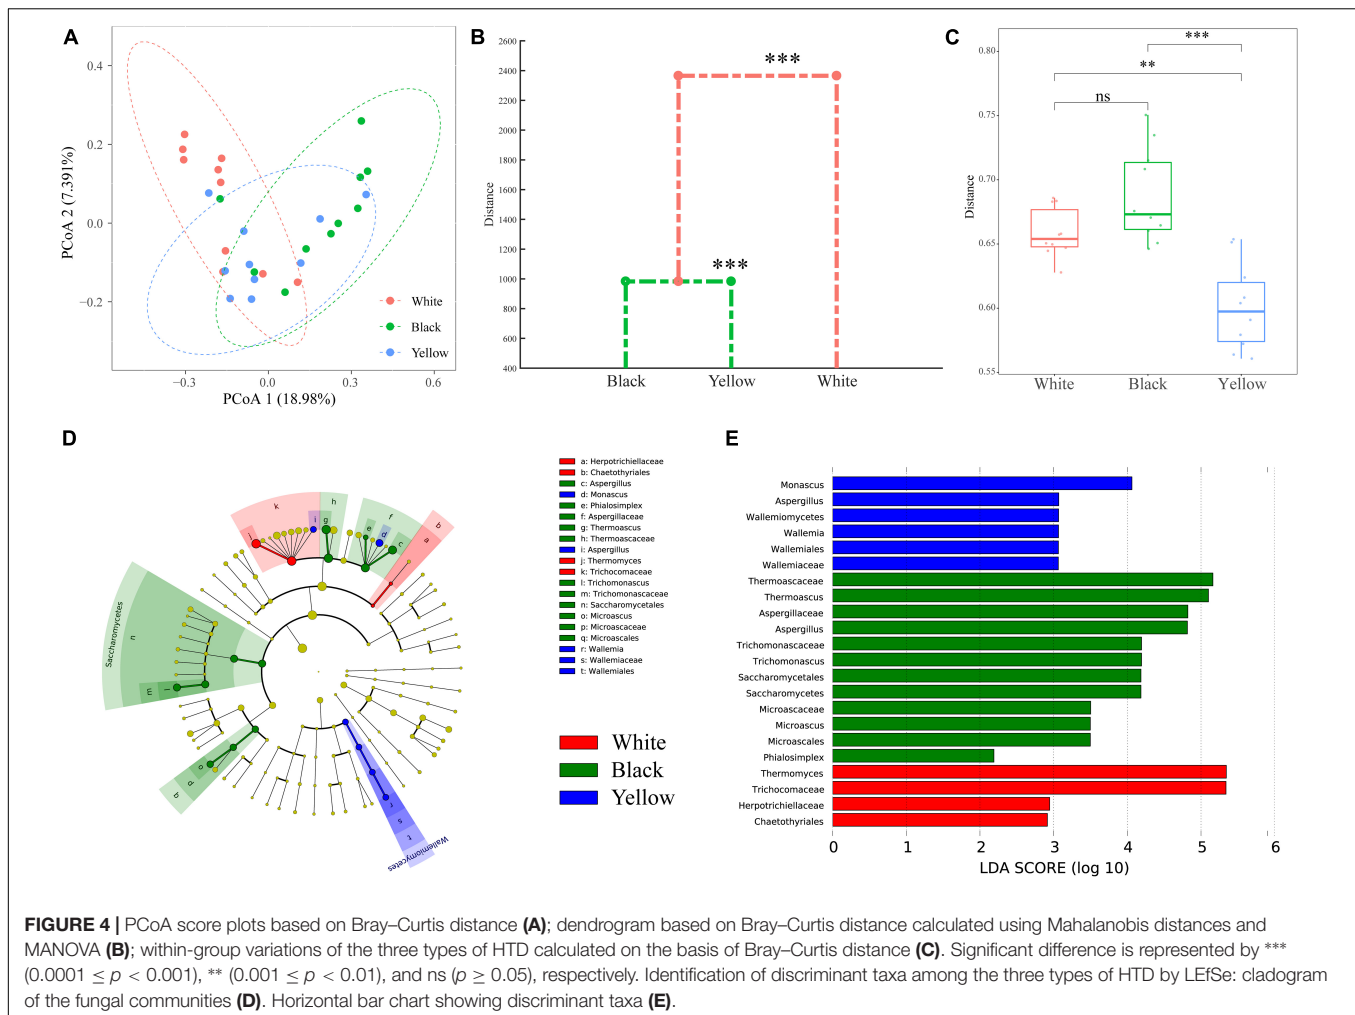 A
PCoA 2 (7.391%)
0.4
0.2
0.0
−0.2
−0.3
0.0
0.3
0.6
PCoA 1 (18.98%)
White
Black
Yellow
B
Distance
2600
2400
2200
2000
1800
1600
1400
1200
1000
800
600
400
***
***
Black
Yellow
White
C
Distance
0.80
0.75
0.70
0.65
0.60
0.55
***
**
ns
White
Black
Yellow
D
k
i
g
h
j
f
e
d
c
b
a
Saccharomycetes
n
m
l
o
p
q
r
s
t
Wallemiomycetes
a: Herpotrichiellaceae
b: Chaetothyriales
c: Aspergillus
d: Monascus
e: Phialosimplex
f: Aspergillaceae
g: Thermoascus
h: Thermoascaceae
i: Aspergillus
j: Thermomyces
k: Trichocomaceae
l: Trichomonascus
m: Trichomonascaceae
n: Saccharomycetales
o: Microascus
p: Microascaceae
q: Microascales
r: Wallemia
s: Wallemiaceae
t: Wallemiales
White
Black
Yellow
E
Monascus
Aspergillus
Wallemiomycetes
Wallemia
Wallemiales
Wallemiaceae
Thermoascaceae
Thermoascus
Aspergillaceae
Aspergillus
Trichomonascaceae
Trichomonascus
Saccharomycetales
Saccharomycetes
Microascaceae
Microascus
Microascales
Phialosimplex
Thermomyces
Trichocomaceae
Herpotrichiellaceae
Chaetothyriales
0 1 2 3 4 5 6
LDA SCORE (log 10)
FIGURE 4 | PCoA score plots based on Bray–Curtis distance (A); dendrogram based on Bray–Curtis distance calculated using Mahalanobis distances and
MANOVA (B); within-group variations of the three types of HTD calculated on the basis of Bray–Curtis distance (C). Significant difference is represented by ***
(0.0001 ≤ p < 0.001), ** (0.001 ≤ p < 0.01), and ns (p ≥ 0.05), respectively. Identification of discriminant taxa among the three types of HTD by LEfSe: cladogram
of the fungal communities (D). Horizontal bar chart showing discriminant taxa (E).